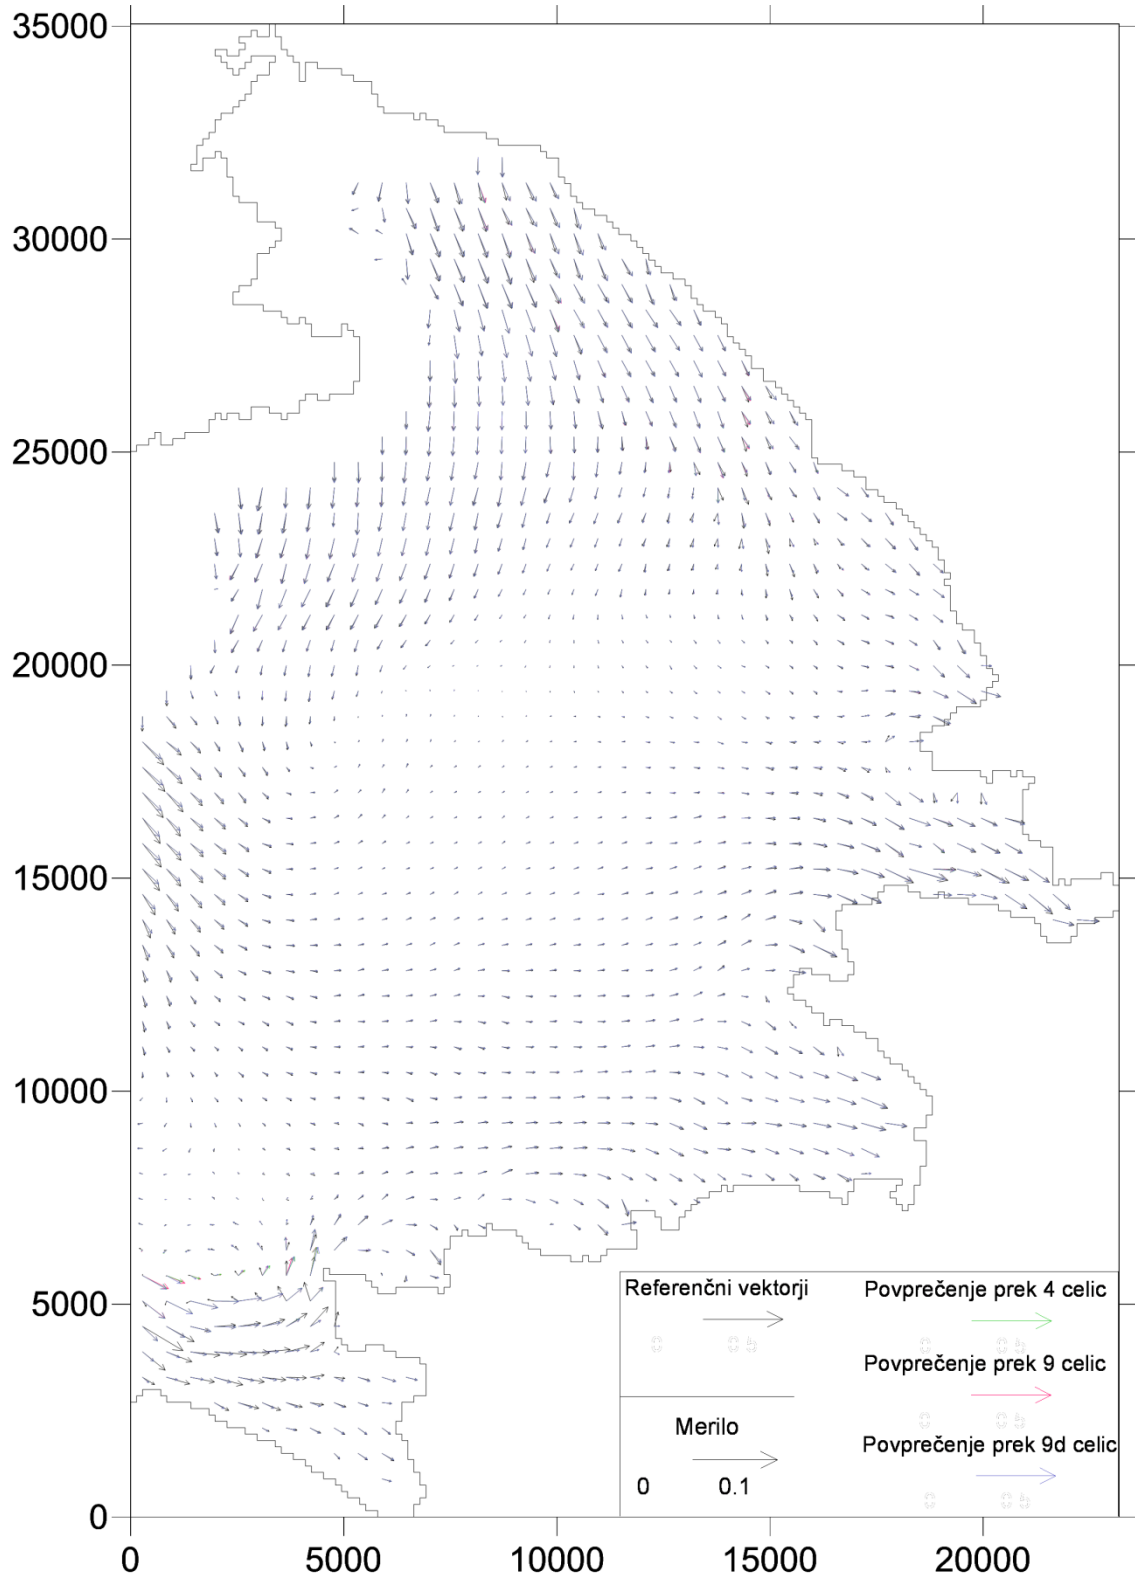 35000
30000
25000
20000
15000
10000
5000
0
0 5000 10000 15000 20000
Referenčni vektorji
Povprečenje prek 4 celic
Povprečenje prek 9 celic
Merilo
0 0.1
Povprečenje prek 9d celic